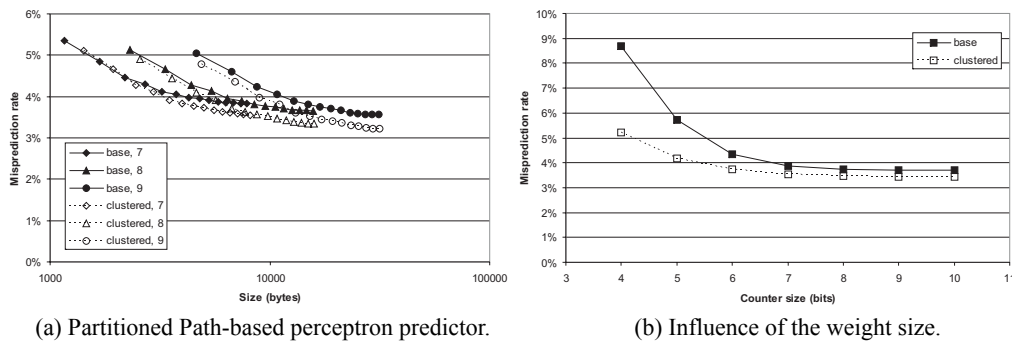 6%
5%
4%
3%
2%
1%
0%
Misprediction rate
base, 7
base, 8
base, 9
clustered, 7
clustered, 8
clustered, 9
1000 10000 100000
Size (bytes)
(a) Partitioned Path-based perceptron predictor.
10%
9%
8%
7%
6%
5%
4%
3%
2%
1%
0%
Misprediction rate
base
clustered
3 4 5 6 7 8 9 10 11
Counter size (bits)
(b) Influence of the weight size.